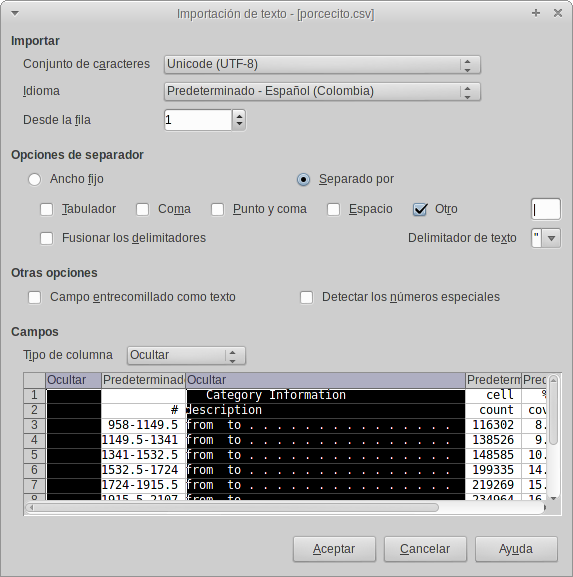 Importación de texto - [porcecito.csv]
Importar
Conjunto de caracteres Unicode (UTF-8)
Idioma Predeterminado - Español (Colombia)
Desde la fila 1
Opciones de separador
Ancho fijo Separado por
Tabulador Coma Punto y coma Espacio Otro |
Fusionar los delimitadores Delimitador de texto "
Otras opciones
Campo entrecomillado como texto Detectar los números especiales
Campos
Tipo de columna Ocultar
Ocultar Predeterminado Ocultar Predeterm Pred
1 Category Information cell %
2 # description count cov
3 958-1149.5 from to . . . . . . . . . . . . . . . . 116302 8.
4 1149.5-1341 from to . . . . . . . . . . . . . . . . 138526 9.
5 1341-1532.5 from to . . . . . . . . . . . . . . . . 148585 10.
6 1532.5-1724 from to . . . . . . . . . . . . . . . . 199335 14.
7 1724-1915.5 from to . . . . . . . . . . . . . . . . 219269 15.
8 1915.5-2107 from to . . . . . . . . . . . . . . . . 234964 16.
Aceptar Cancelar Ayuda